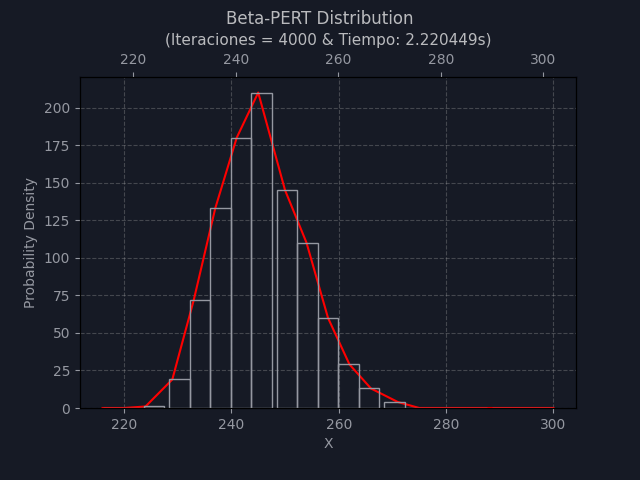 Beta-PERT Distribution
(Iteraciones = 4000 & Tiempo: 2.220449s)
220 240 260 280 300
200
175
150
125
100
75
50
25
0
Probability Density
220 240 260 280 300
X